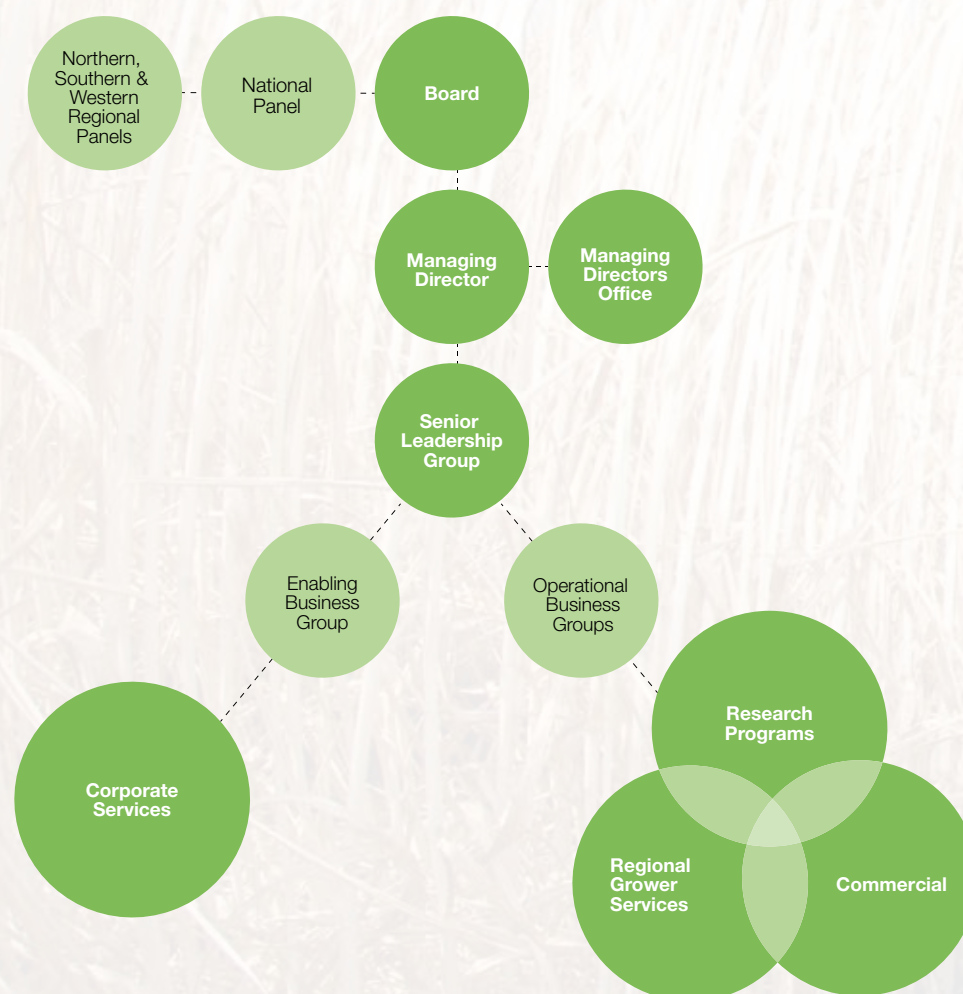 Northern,
Southern &
Western
Regional
Panels
National
Panel
Board
Managing
Director
Managing
Directors
Office
Senior
Leadership
Group
Enabling
Business
Group
Operational
Business
Groups
Research
Programs
Corporate
Services
Regional
Grower
Services
Commercial